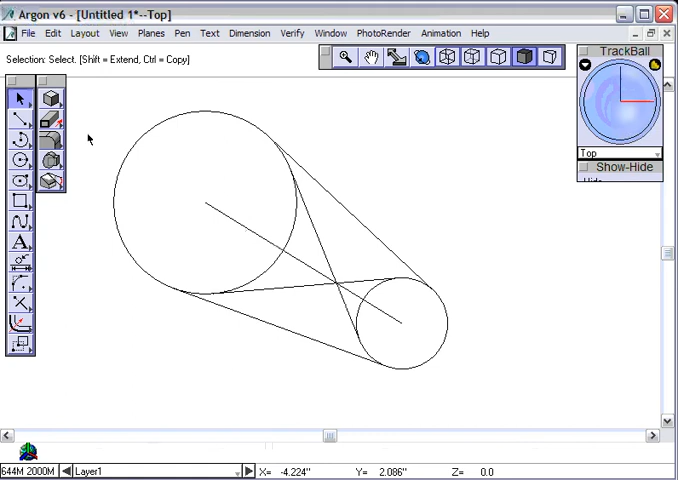 Argon v6 - [Untitled 1*--Top]
File Edit Layout View Insert Planes Pen Text Dimension Verify Window PhotoRender Animation Help
Selection: Select. [Shift = Extend, Ctrl = Copy]
TrackBall
Top
Show-Hide
A
644M 2000M Layer1 X= -4.224" Y= 2.086" Z= 0.0